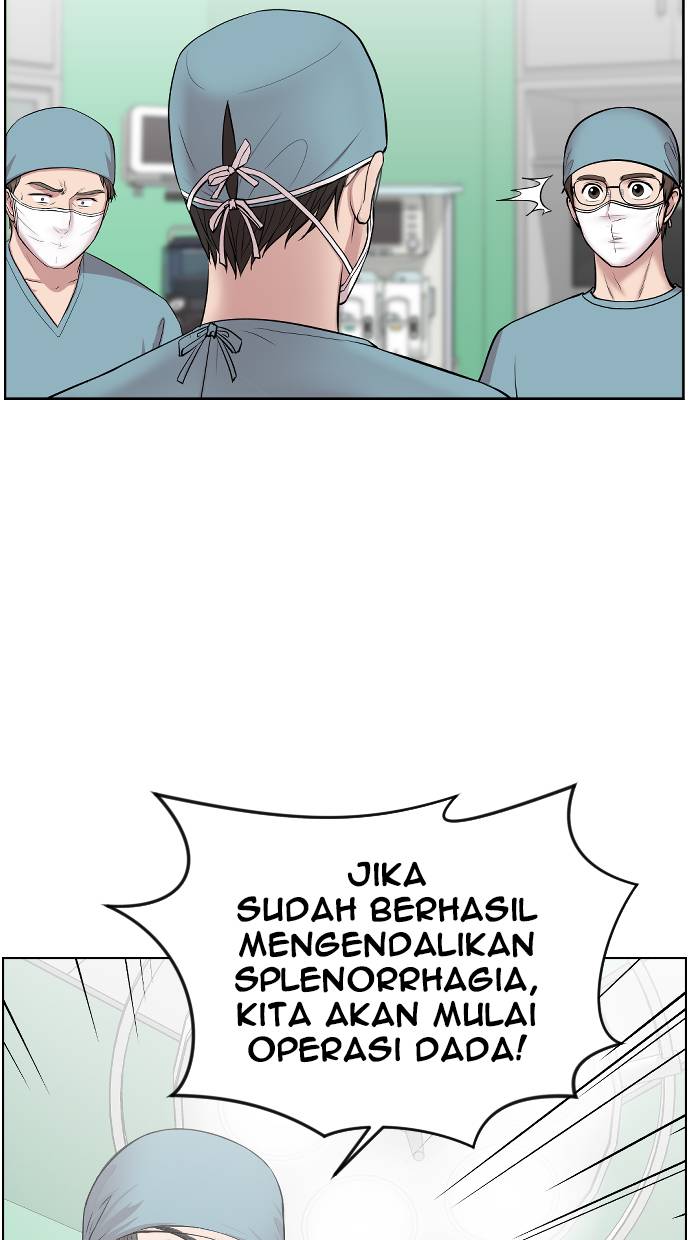 JIKA
SUDAH BERHASIL
MENGENDALIKAN
SPLENORRHAGIA,
KITA AKAN MULAI
OPERASI DADA!